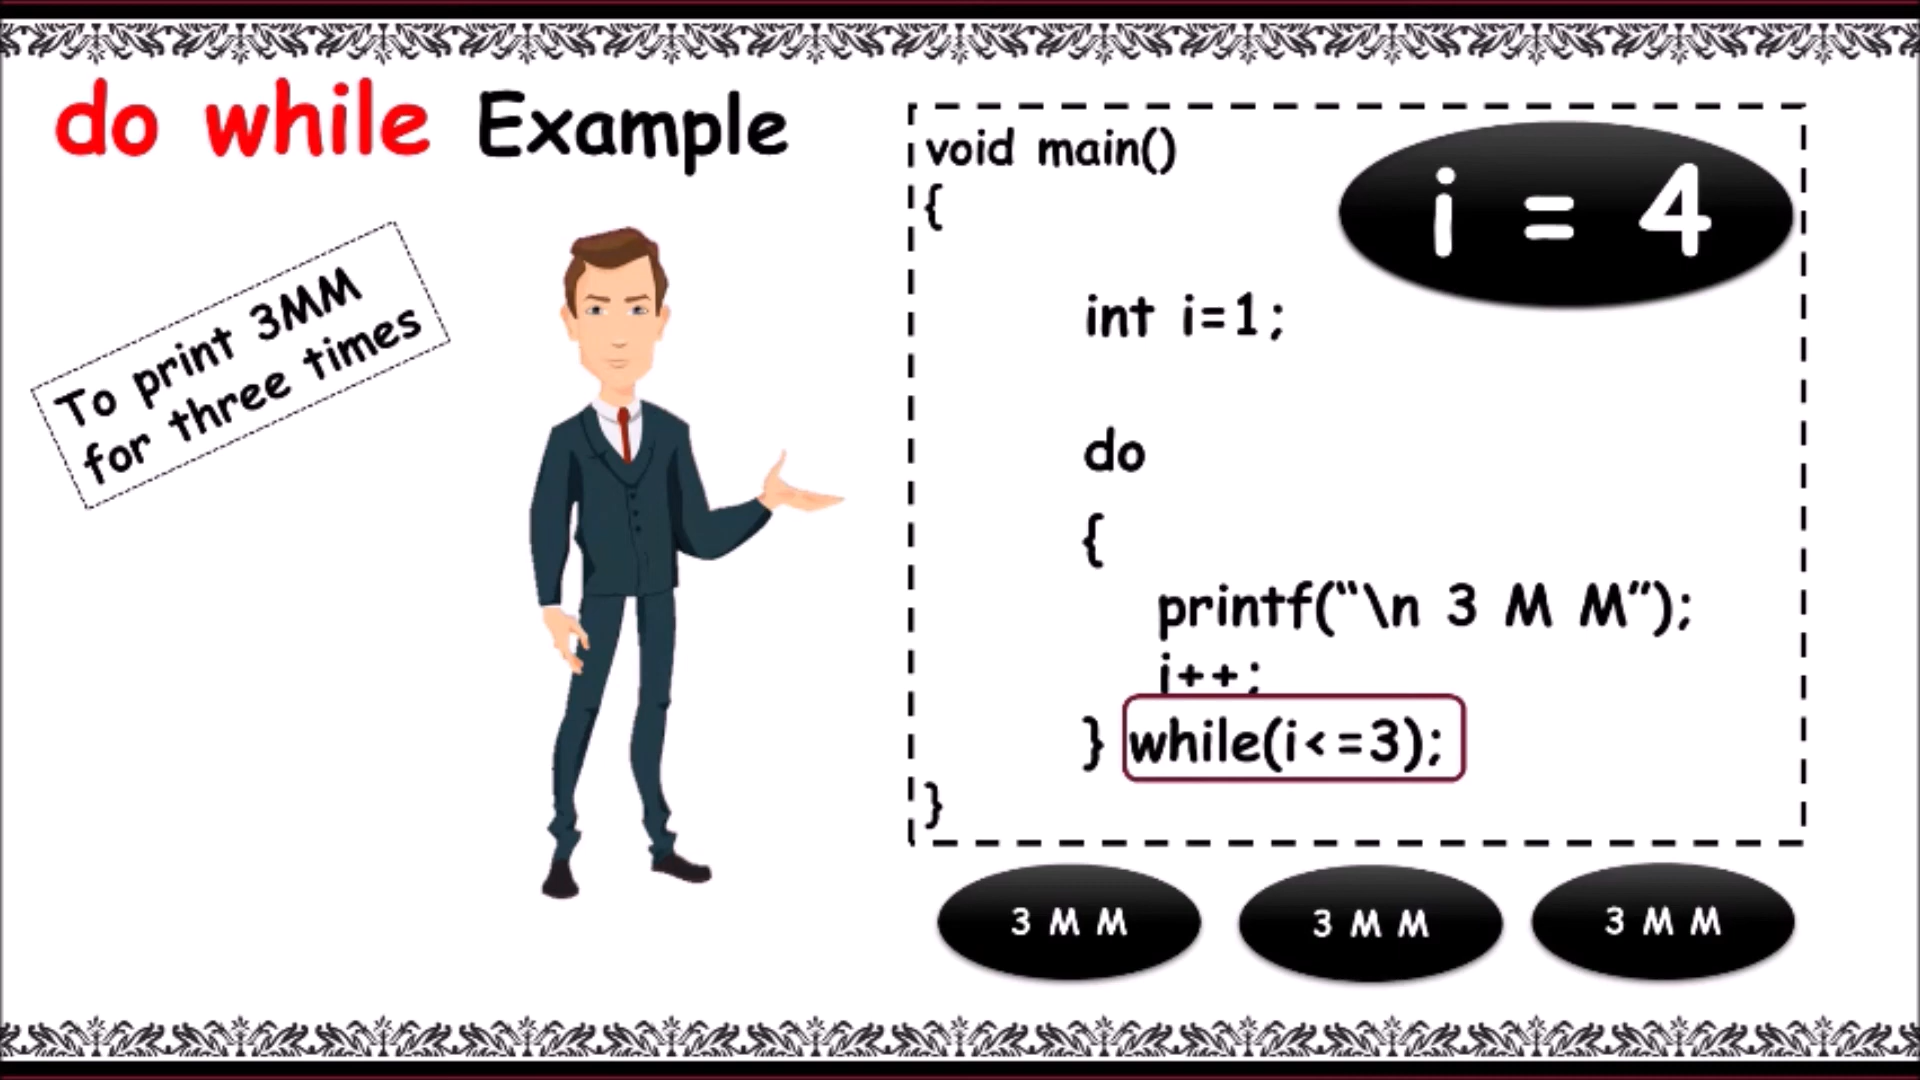 do while Example
To print 3MM
for three times
void main()
{
i = 4
int i=1;
do
{
printf(“\n 3 M M”);
i++;
} while(i<=3);
}
3 M M
3 M M
3 M M